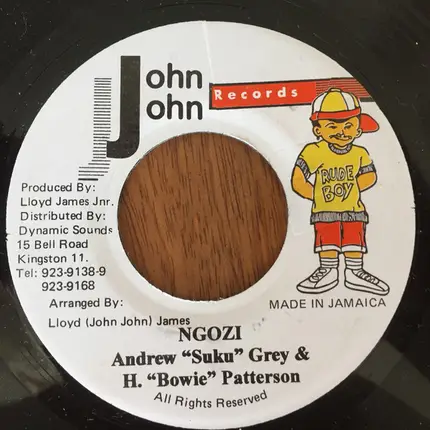 John
John
Records
RUDE
BOY
Produced By:
Lloyd James Jnr.
Distributed By:
Dynamic Sounds
15 Bell Road
Kingston 11.
Tel: 923-9138-9
923-9168
Arranged By:
Lloyd (John John) James
MADE IN JAMAICA
NGOZI
Andrew "Suku" Grey &
H. "Bowie" Patterson
All Rights Reserved